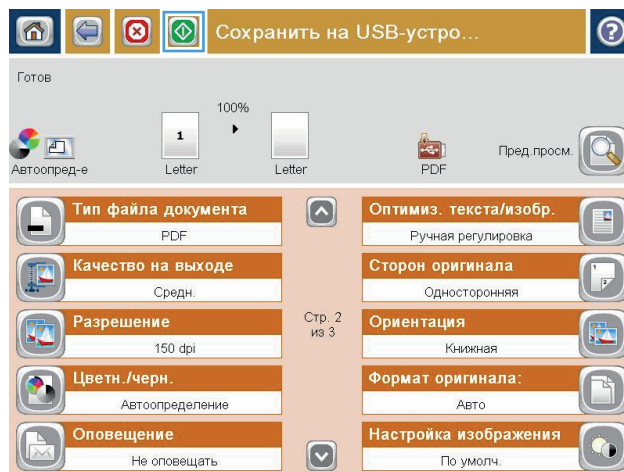 Сохранить на USB-устро...
?
Готов
100%
1
Автоопред-е
Letter
Letter
PDF
Пред.просм.
Тип файла документа
PDF
Качество на выходе
Средн.
Разрешение
150 dpi
Цветн./черн.
Автоопределение
Оповещение
Не оповещать
Стр. 2
из 3
Оптимиз. текста/изобр.
Ручная регулировка
Сторон оригинала
Односторонняя
1
2
Ориентация
Книжная
Формат оригинала:
Авто
Настройка изображения
По умолч.